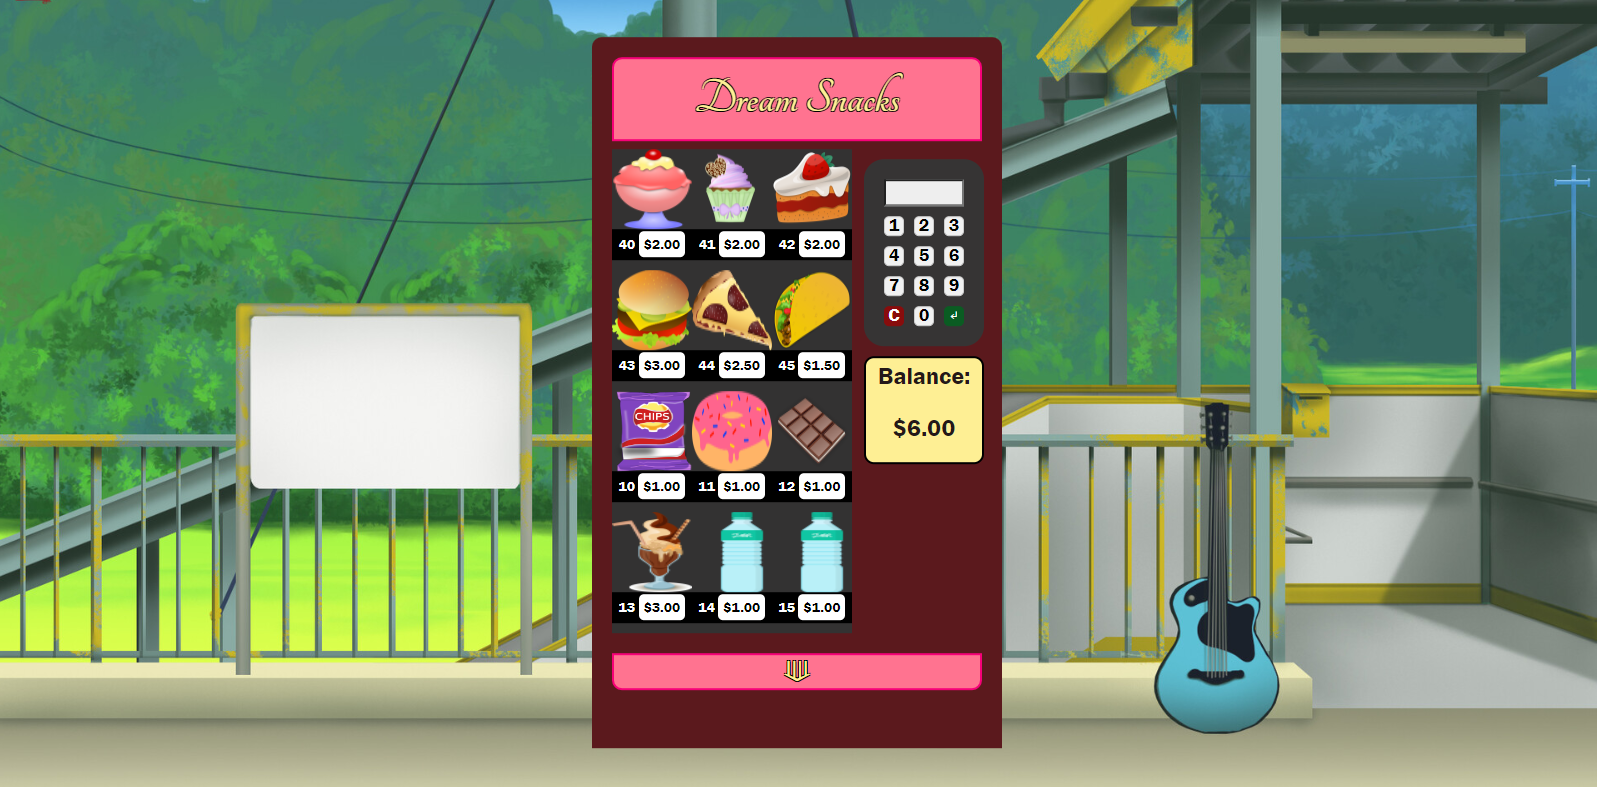 Dream Snacks
40 $2.00 41 $2.00 42 $2.00
43 $3.00 44 $2.50 45 $1.50
CHIPS
10 $1.00 11 $1.00 12 $1.00
13 $3.00 14 $1.00 15 $1.00
1 2 3
4 5 6
7 8 9
C 0 ↲
Balance:
$6.00